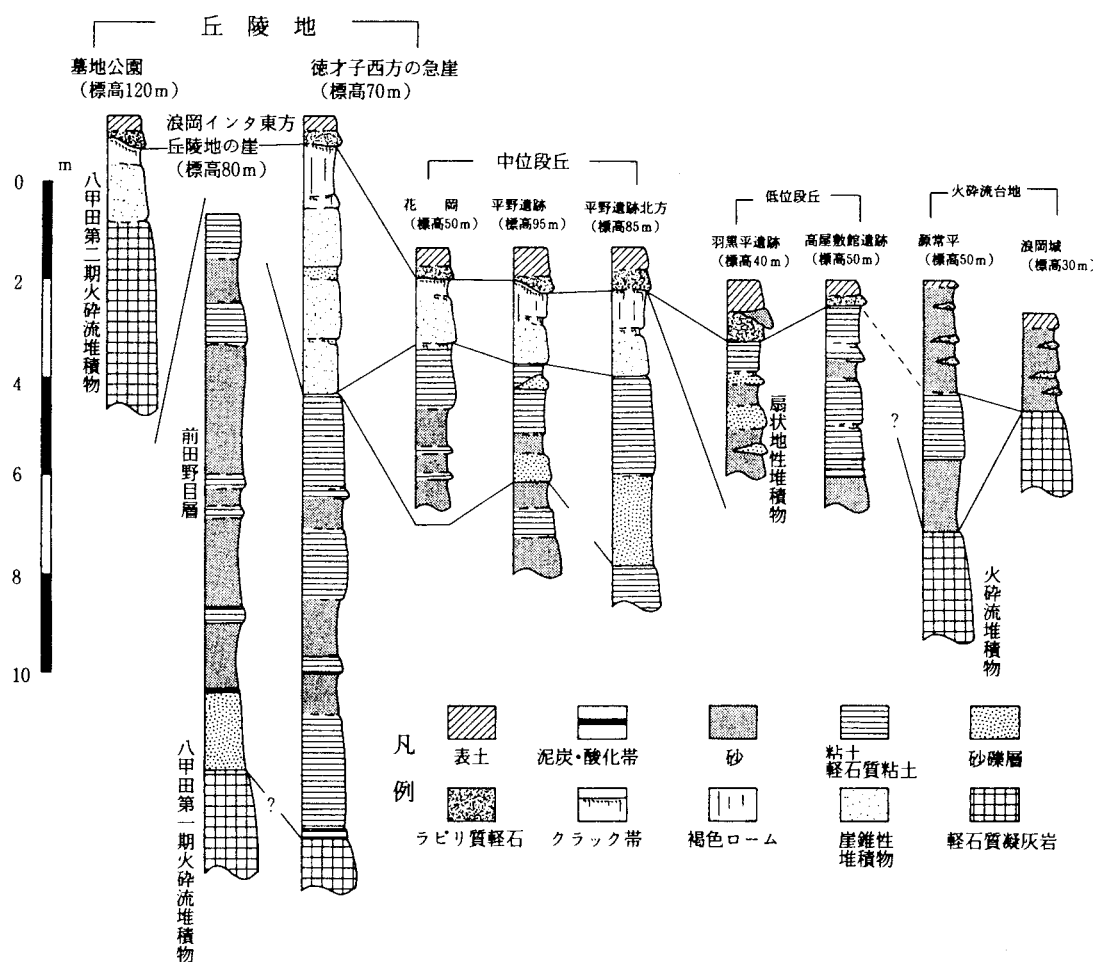 丘陵地
墓地公園
(標高120m)
浪岡インタ東方
丘陵地の崖
(標高80m)
徳才子西方の急崖
(標高70m)
中位段丘
花岡
(標高50m)
平野遺跡
(標高95m)
平野遺跡北方
(標高85m)
低位段丘
羽黒平遺跡
(標高40m)
高屋敷館遺跡
(標高50m)
火砕流台地
源常平
(標高50m)
浪岡城
(標高30m)
m
0
2
4
6
8
10
八甲田第二期火砕流堆積物
前田野目層
八甲田第一期火砕流堆積物
扇状地性堆積物
火砕流堆積物
?
?
凡例
表土
泥炭・酸化帯
砂
粘土
軽石質粘土
砂礫層
ラピリ質軽石
クラック帯
褐色ローム
崖錐性
堆積物
軽石質凝灰岩